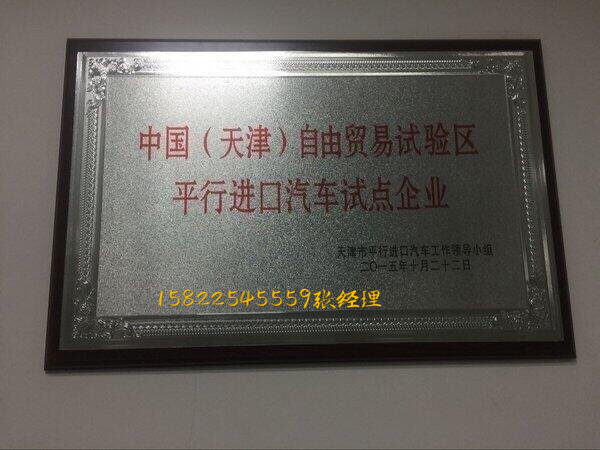 中国（天津）自由贸易试验区
平行进口汽车试点企业
天津市平行进口汽车工作领导小组
二〇一五年十月二十二日
15822545559张经理